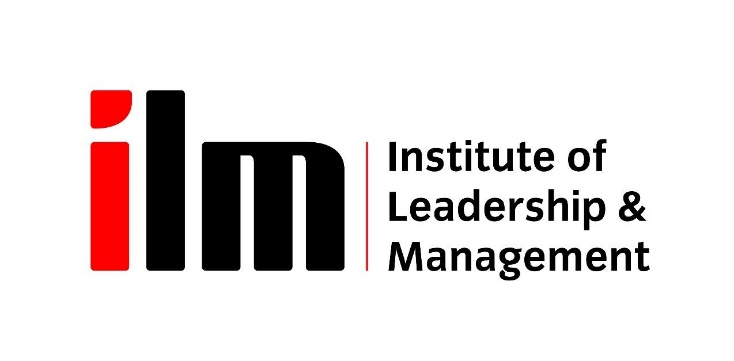 ilm
Institute of
Leadership &
Management